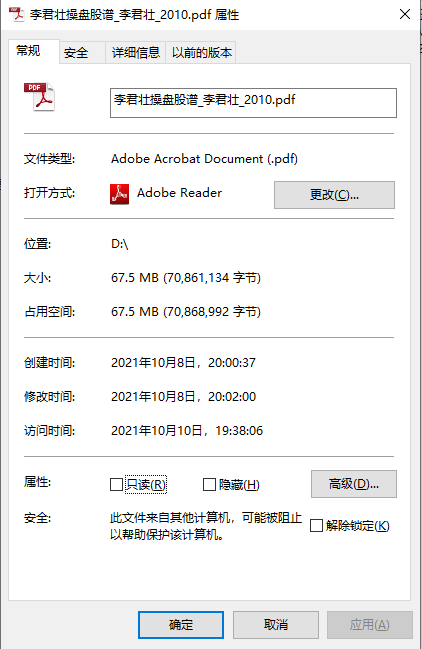 李君壮操盘股谱_李君壮_2010.pdf 属性
常规 安全 详细信息 以前的版本
PDF
李君壮操盘股谱_李君壮_2010.pdf
文件类型: Adobe Acrobat Document (.pdf)
打开方式: Adobe Reader 更改(C)...
位置: D:\
大小: 67.5 MB (70,861,134 字节)
占用空间: 67.5 MB (70,868,992 字节)
创建时间: 2021年10月8日，20:00:37
修改时间: 2021年10月8日，20:02:00
访问时间: 2021年10月10日，19:38:06
属性: 只读(R) 隐藏(H) 高级(D)...
安全: 此文件来自其他计算机，可能被阻止
以帮助保护该计算机。 解除锁定(K)
确定 取消 应用(A)